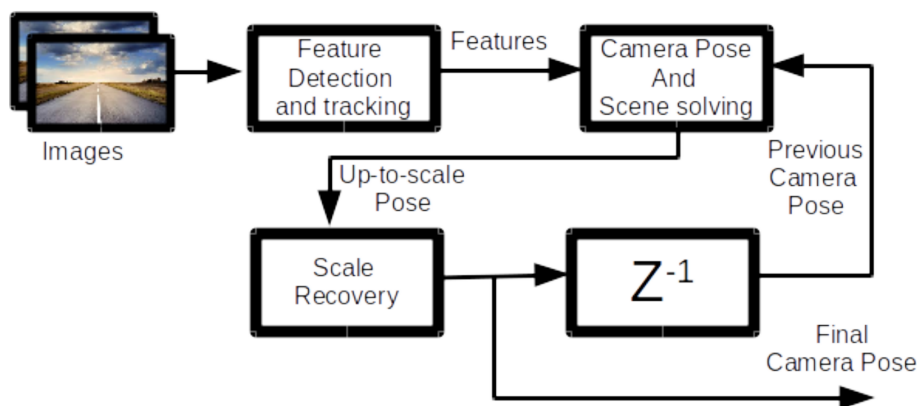 Images
Feature
Detection
and tracking
Features
Camera Pose
And
Scene solving
Up-to-scale
Pose
Previous
Camera
Pose
Scale
Recovery
Z-1
Final
Camera Pose